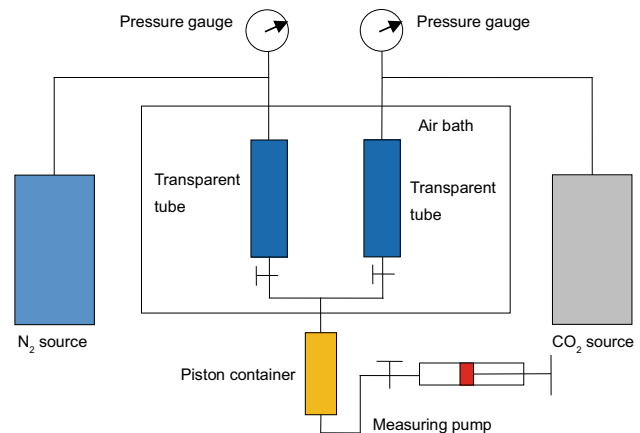 Pressure gauge
Pressure gauge
Air bath
Transparent
tube
Transparent
tube
N₂ source
CO₂ source
Piston container
Measuring pump